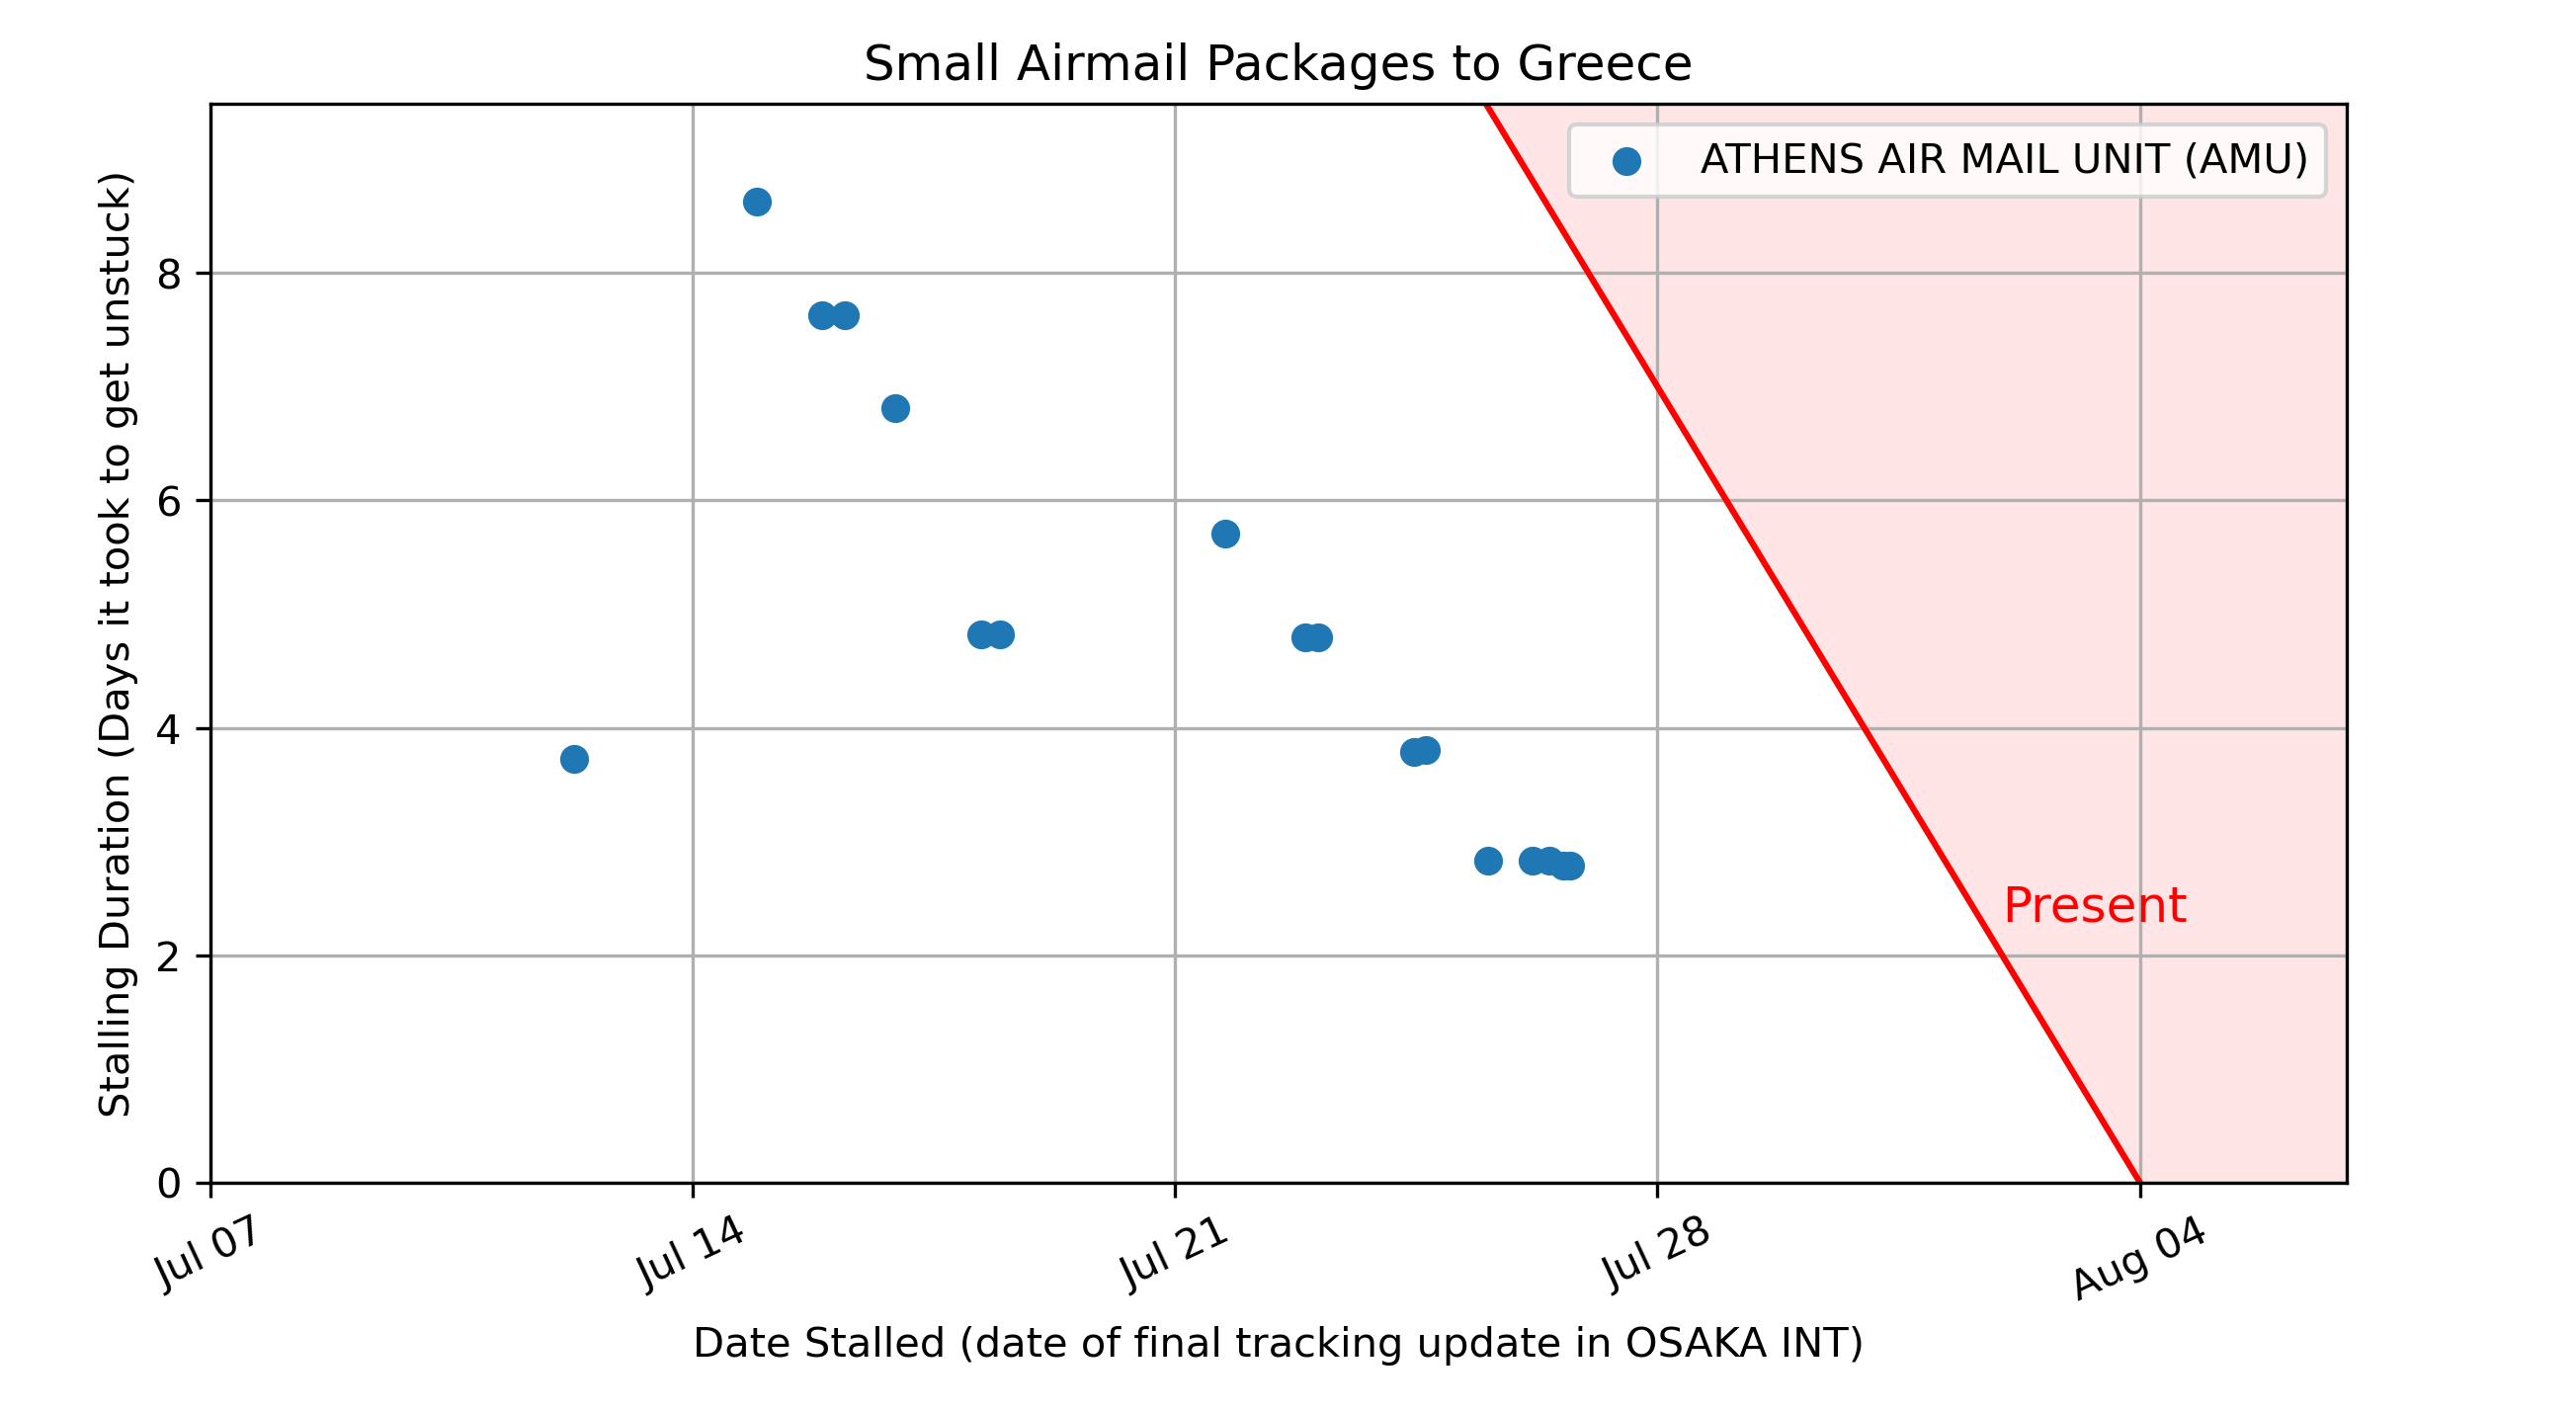 Small Airmail Packages to Greece
ATHENS AIR MAIL UNIT (AMU)
Stalling Duration (Days it took to get unstuck)
8
6
4
2
0
Present
Jul 07
Jul 14
Jul 21
Jul 28
Aug 04
Date Stalled (date of final tracking update in OSAKA INT)